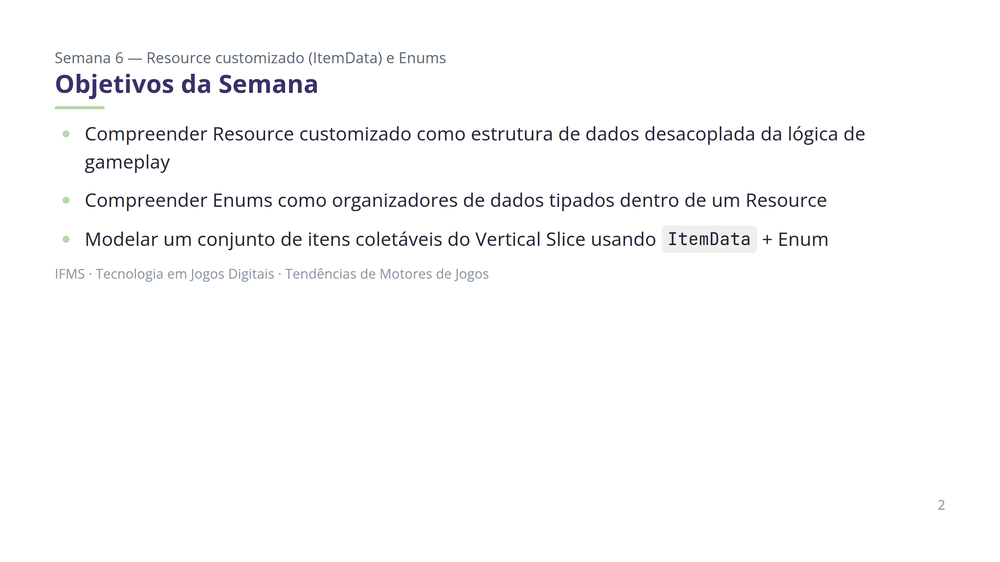 Semana 6 — Resource customizado (ItemData) e Enums
Objetivos da Semana
Compreender Resource customizado como estrutura de dados desacoplada da lógica de
gameplay
Compreender Enums como organizadores de dados tipados dentro de um Resource
Modelar um conjunto de itens coletáveis do Vertical Slice usando ItemData + Enum
IFMS · Tecnologia em Jogos Digitais · Tendências de Motores de Jogos
2